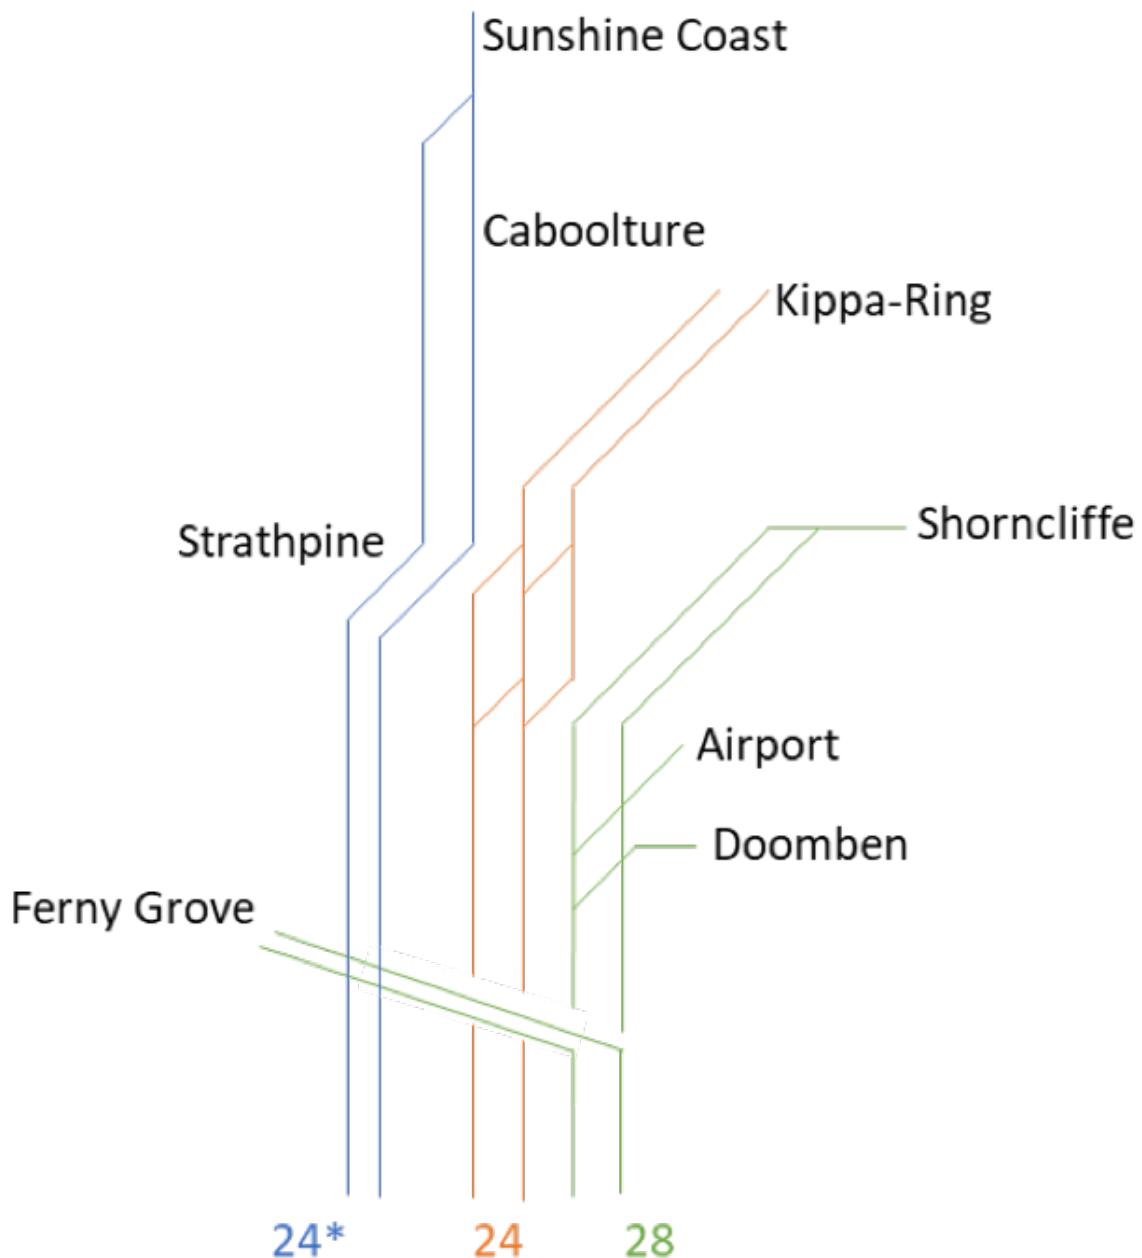 Sunshine Coast
Caboolture
Kippa-Ring
Shorncliffe
Strathpine
Airport
Doomben
Ferny Grove
24* 24 28